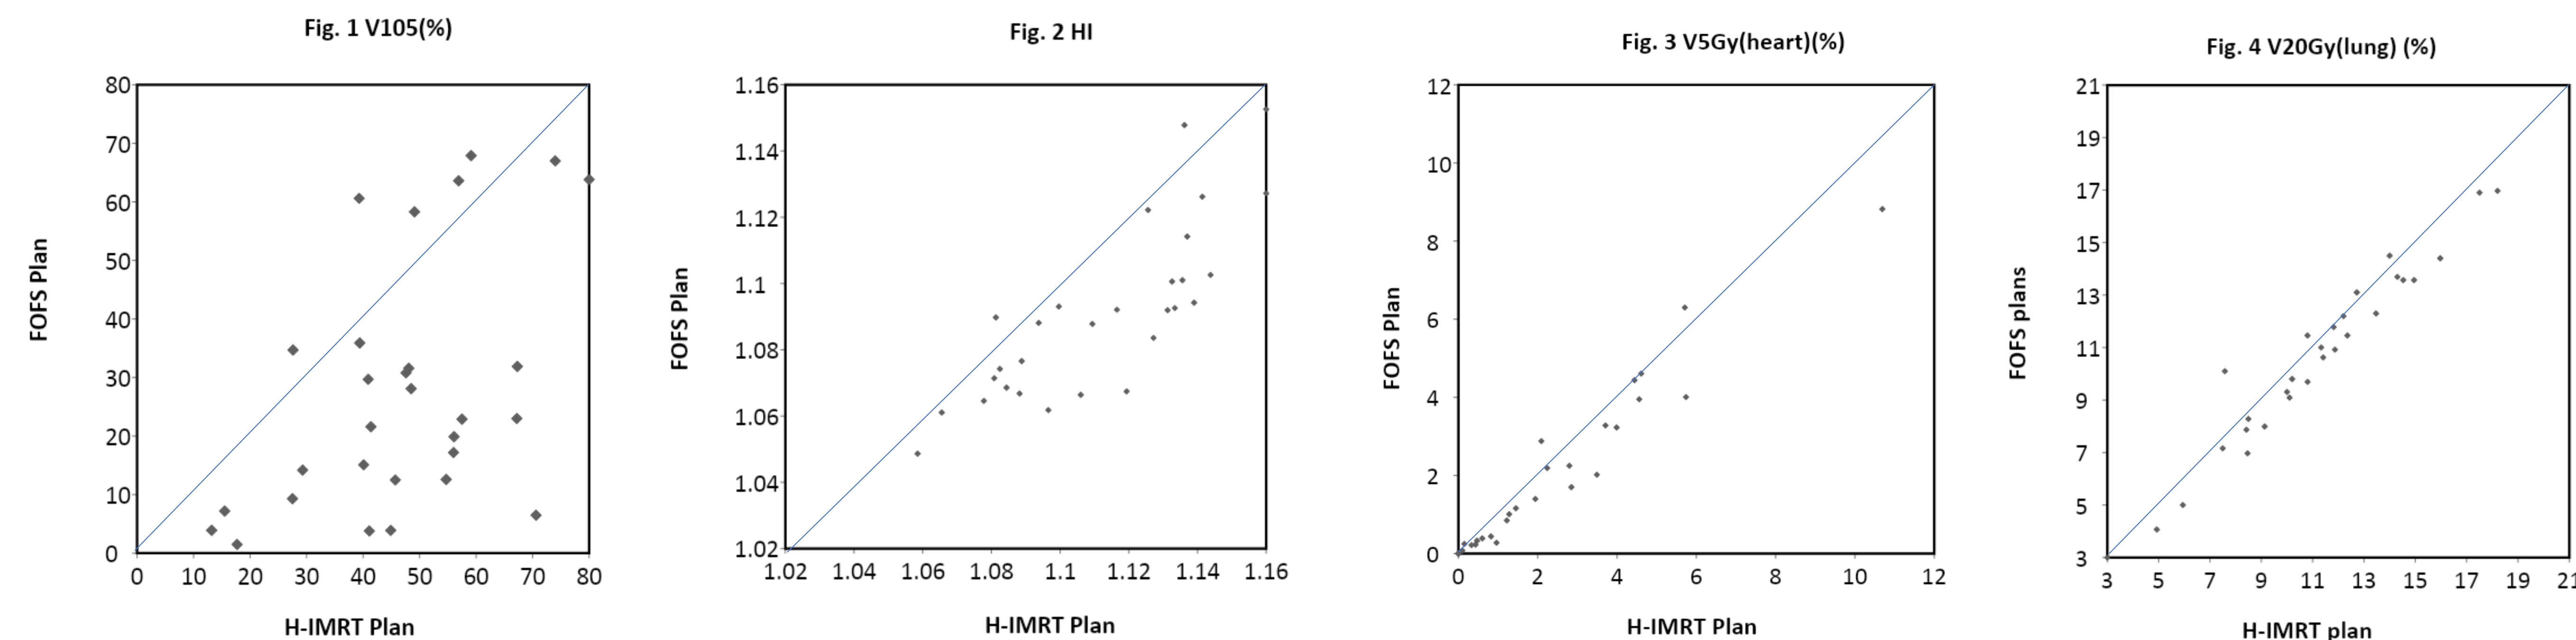 Fig. 1 V105(%)
80
70
60
50
40
30
20
10
0
0 10 20 30 40 50 60 70 80
FOFS Plan
H-IMRT Plan
Fig. 2 HI
1.16
1.14
1.12
1.1
1.08
1.06
1.04
1.02
1.02 1.04 1.06 1.08 1.1 1.12 1.14 1.16
FOFS Plan
H-IMRT Plan
Fig. 3 V5Gy(heart)(%)
12
10
8
6
4
2
0
0 2 4 6 8 10 12
FOFS Plan
H-IMRT Plan
Fig. 4 V20Gy(lung) (%)
21
19
17
15
13
11
9
7
5
3
3 5 7 9 11 13 15 17 19 21
FOFS plans
H-IMRT plan